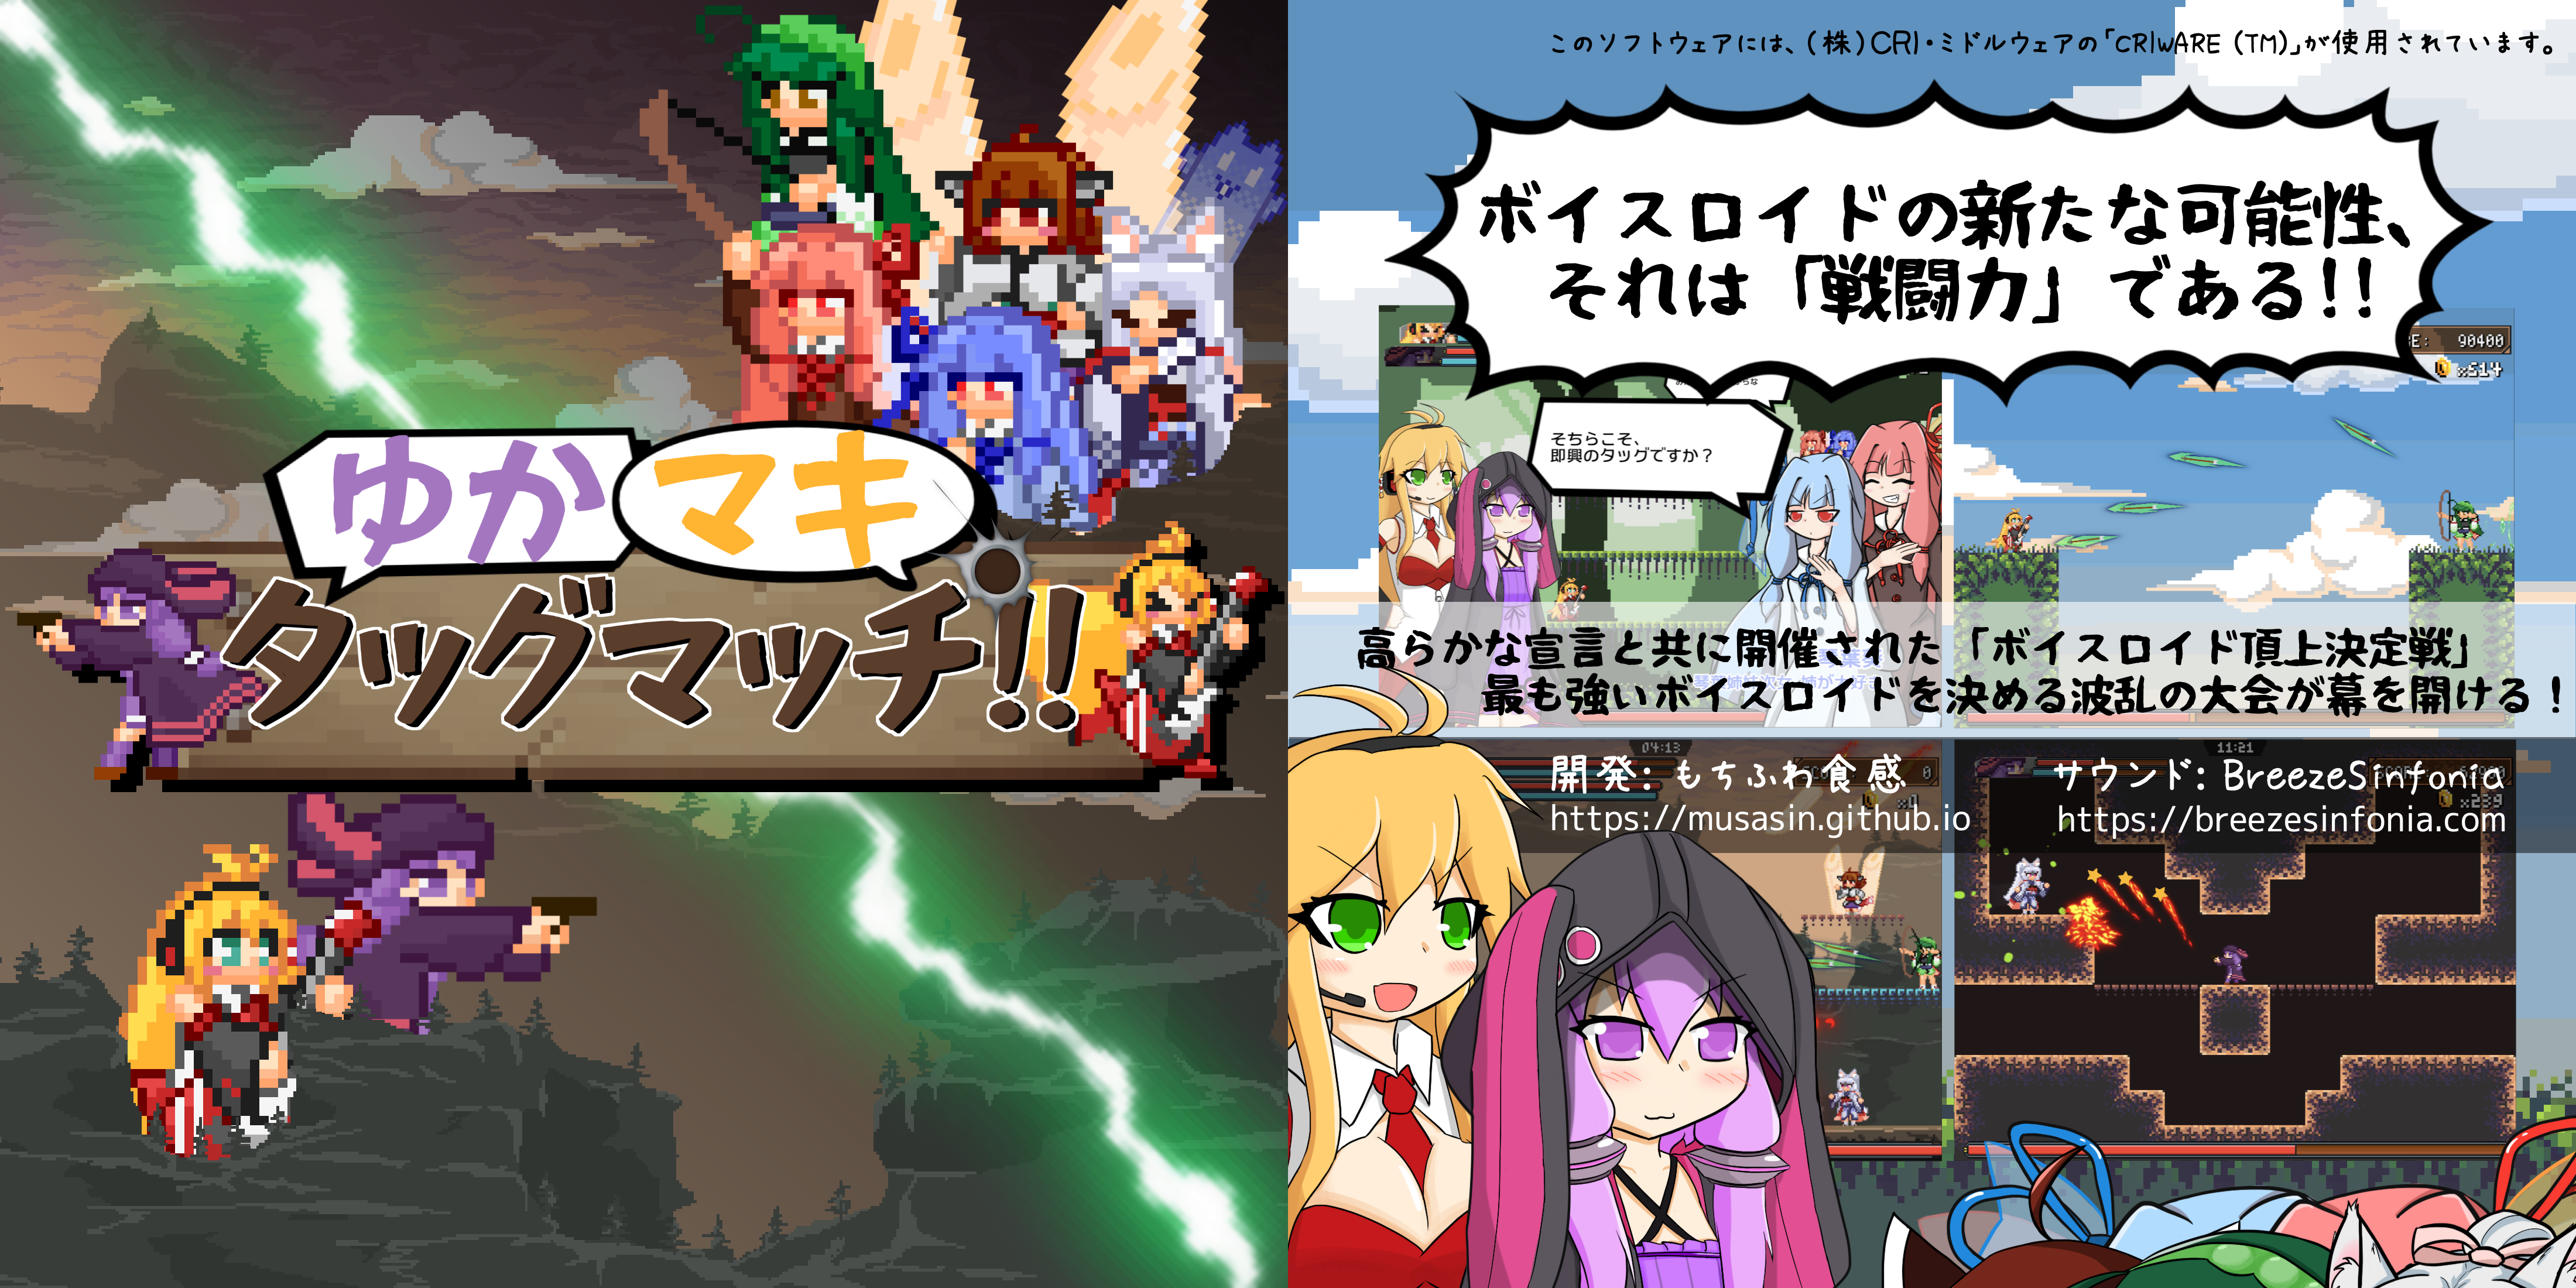 ゆか
マキ
タッグマッチ!!
このソフトウェアには、(株)CRI・ミドルウェアの「CRIWARE (TM)」が使用されています。
ボイスロイドの新たな可能性、
それは「戦闘力」である!!
90400
x514
そちらこそ、
即興のタッグですか？
高らかな宣言と共に開催された「ボイスロイド頂上決定戦」
最も強いボイスロイドを決める波乱の大会が幕を開ける！
04:13
11:21
開発: もちふわ食感
https://musasin.github.io
サウンド: BreezeSinfonia
https://breezesinfonia.com
0
x239